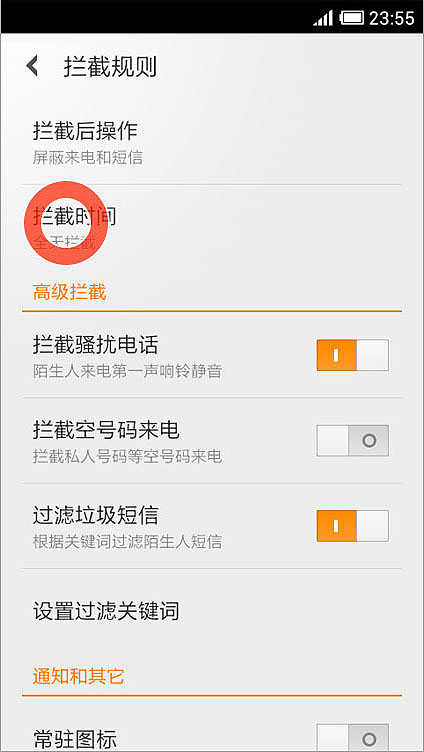 23:55
拦截规则
拦截后操作
屏蔽来电和短信
拦截时间
全天拦截
高级拦截
拦截骚扰电话
陌生人来电第一声响铃静音
拦截空号码来电
拦截私人号码等空号码来电
过滤垃圾短信
根据关键词过滤陌生人短信
设置过滤关键词
通知和其它
常驻图标